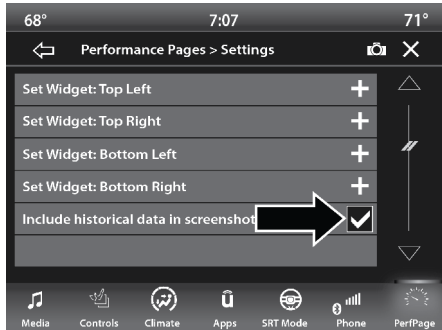 68° 7:07 71°
Performance Pages > Settings
Set Widget: Top Left
Set Widget: Top Right
Set Widget: Bottom Left
Set Widget: Bottom Right
Include historical data in screenshot
Media Controls Climate Apps SRT Mode Phone PerfPage